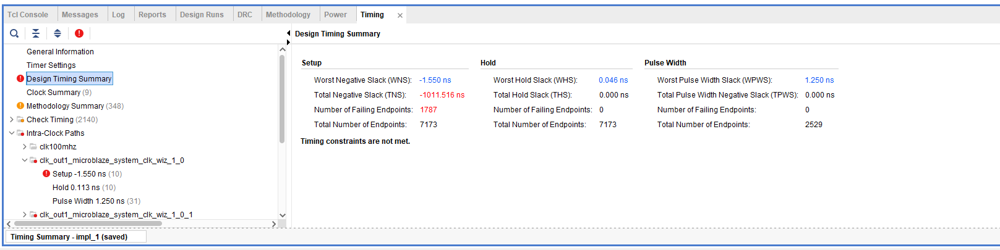 Tcl Console Messages Log Reports Design Runs DRC Methodology Power Timing
Design Timing Summary
General Information
Timer Settings
Design Timing Summary
Clock Summary (9)
Methodology Summary (348)
Check Timing (2140)
Intra-Clock Paths
clk100mhz
clk_out1_microblaze_system_clk_wiz_1_0
Setup -1.550 ns (10)
Hold 0.113 ns (10)
Pulse Width 1.250 ns (31)
clk_out1_microblaze_system_clk_wiz_1_0_1
Setup
Worst Negative Slack (WNS): -1.550 ns
Total Negative Slack (TNS): -1011.516 ns
Number of Failing Endpoints: 1787
Total Number of Endpoints: 7173
Hold
Worst Hold Slack (WHS): 0.046 ns
Total Hold Slack (THS): 0.000 ns
Number of Failing Endpoints: 0
Total Number of Endpoints: 7173
Pulse Width
Worst Pulse Width Slack (WPWS): 1.250 ns
Total Pulse Width Negative Slack (TPWS): 0.000 ns
Number of Failing Endpoints: 0
Total Number of Endpoints: 2529
Timing constraints are not met.
Timing Summary - impl_1 (saved)